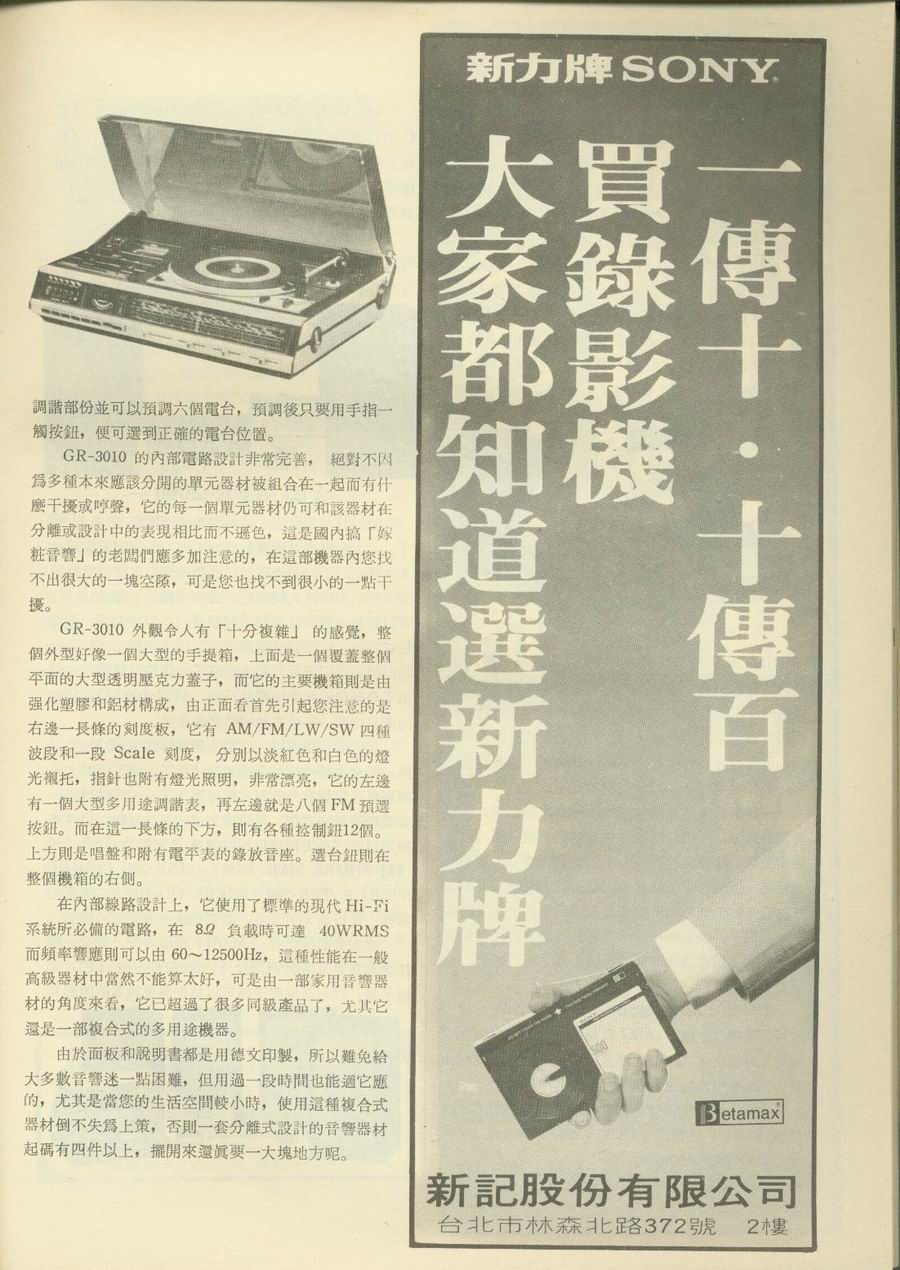 調諧部份並可以預調六個電台，預調後只要用手指一
觸按鈕，便可選到正確的電台位置。
GR-3010 的內部電路設計非常完善， 絕對不因
爲多種本來應該分開的單元器材被組合在一起而有什
麽干擾或哼聲，它的每一個單元器材仍可和該器材在
分離或設計中的表現相比而不遜色，這是國內搞「嫁
粧音響」的老闆們應多加注意的，在這部機器內您找
不出很大的一塊空隙，可是您也找不到很小的一點干
擾。
GR-3010 外觀令人有「十分複雜」 的感覺，整
個外型好像一個大型的手提箱，上面是一個覆蓋整個
平面的大型透明壓克力蓋子，而它的主要機箱則是由
强化塑膠和鋁材構成，由正面看首先引起您注意的是
右邊一長條的刻度板，它有 AM/FM/LW/SW 四種
波段和一段 Scale 刻度， 分別以淡紅色和白色的燈
光襯托，指針也附有燈光照明，非常漂亮，它的左邊
有一個大型多用途調諧表，再左邊就是八個 FM 預選
按鈕。而在這一長條的下方，則有各種控制鈕12個。
上方則是唱盤和附有電平表的錄放音座。選台鈕則在
整個機箱的右側。
在內部線路設計上，它使用了標準的現代 Hi-Fi
系統所必備的電路，在 8Ω 負載時可達 40WRMS
而頻率響應則可以由 60～12500Hz，這種性能在一般
高級器材中當然不能算太好，可是由一部家用音響器
材的角度來看，它已超過了很多同級產品了，尤其它
還是一部複合式的多用途機器。
由於面板和說明書都是用德文印製，所以難免給
大多數音響迷一點困難，但用過一段時間也能適它應
的，尤其是當您的生活空間較小時，使用這種複合式
器材倒不失爲上策，否則一套分離式設計的音響器材
起碼有四件以上，擺開來還眞要一大塊地方呢。
新力牌 SONY
一傳十・十傳百
買錄影機
大家都知道選新力牌
500
Betamax
新記股份有限公司
台北市林森北路372號 2樓